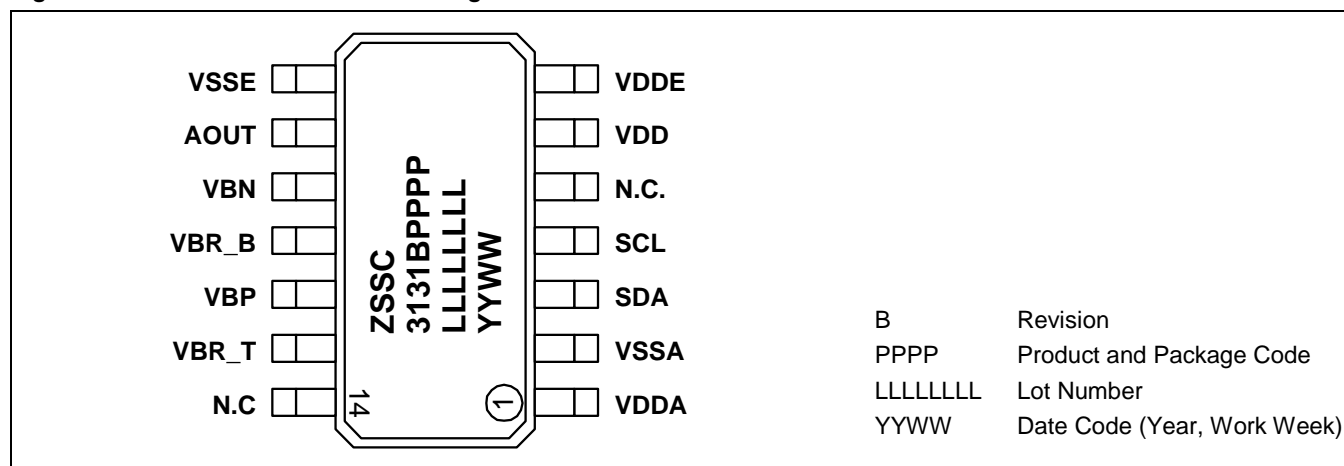 VSSE
AOUT
VBN
VBR_B
VBP
VBR_T
N.C
ZSSC
3131BPPPP
LLLLLLLL
YYWW
14
1
VDDE
VDD
N.C.
SCL
SDA
VSSA
VDDA
B Revision
PPPP Product and Package Code
LLLLLLLL Lot Number
YYWW Date Code (Year, Work Week)